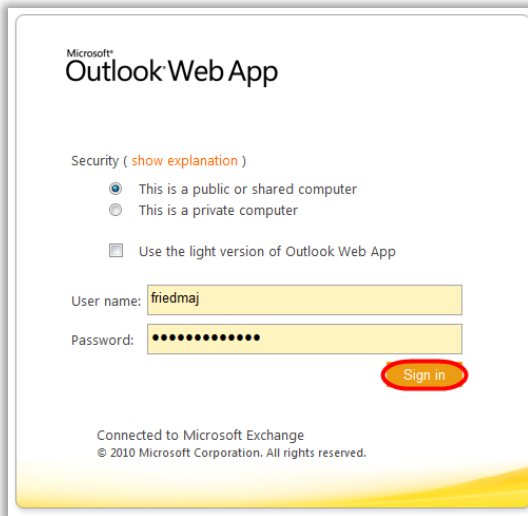 Microsoft®
Outlook® Web App
Security ( show explanation )
This is a public or shared computer
This is a private computer
Use the light version of Outlook Web App
User name: friedmaj
Password: •••••••••••••
Sign in
Connected to Microsoft Exchange
© 2010 Microsoft Corporation. All rights reserved.